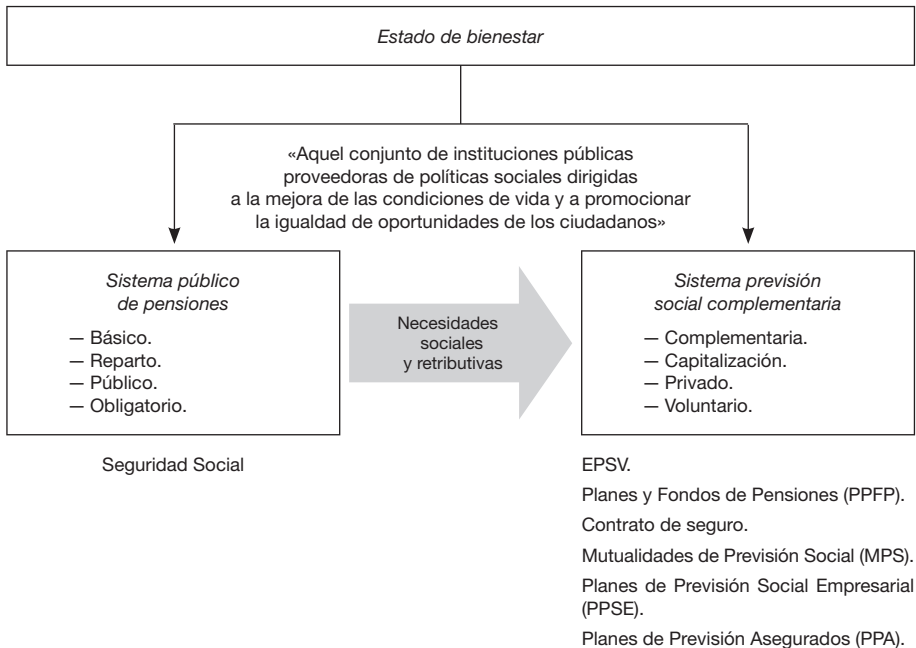 Estado de bienestar
«Aquel conjunto de instituciones públicas
proveedoras de políticas sociales dirigidas
a la mejora de las condiciones de vida y a promocionar
la igualdad de oportunidades de los ciudadanos»
Sistema público
de pensiones
— Básico.
— Reparto.
— Público.
— Obligatorio.
Seguridad Social
Necesidades
sociales
y retributivas
Sistema previsión
social complementaria
— Complementaria.
— Capitalización.
— Privado.
— Voluntario.
EPSV.
Planes y Fondos de Pensiones (PPFP).
Contrato de seguro.
Mutualidades de Previsión Social (MPS).
Planes de Previsión Social Empresarial
(PPSE).
Planes de Previsión Asegurados (PPA).